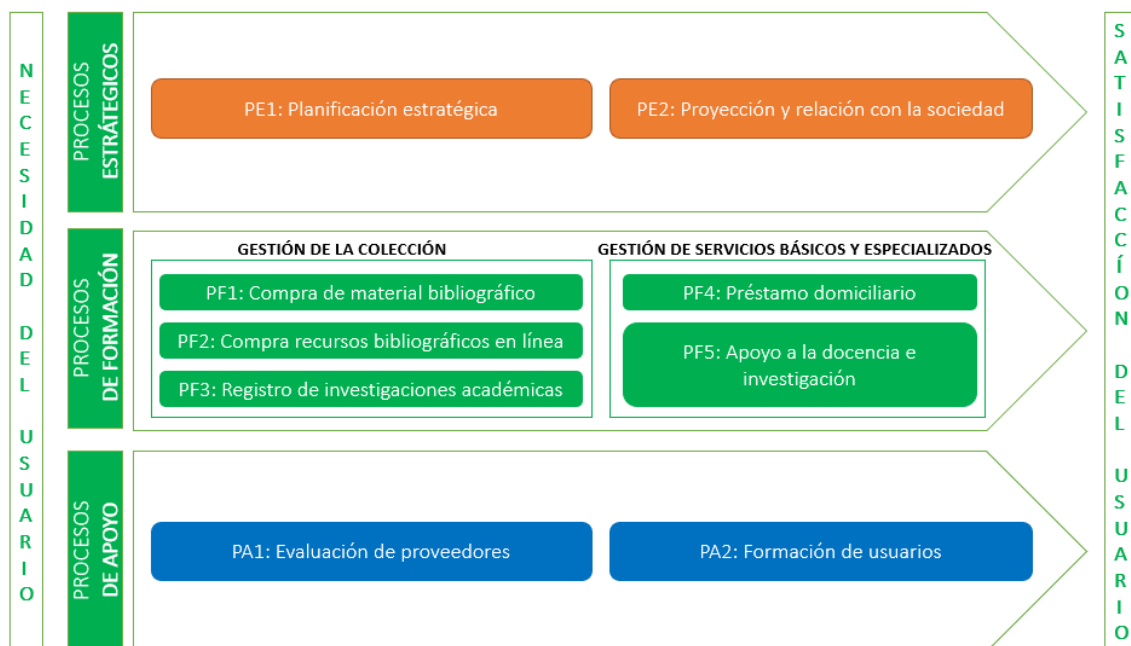 NECESIDAD DEL USUARIO
PROCESOS
ESTRÁTEGICOS
PE1: Planificación estratégica
PE2: Proyección y relación con la sociedad
PROCESOS
DE FORMACIÓN
GESTIÓN DE LA COLECCIÓN
PF1: Compra de material bibliográfico
PF2: Compra recursos bibliográficos en línea
PF3: Registro de investigaciones académicas
GESTIÓN DE SERVICIOS BÁSICOS Y ESPECIALIZADOS
PF4: Préstamo domiciliario
PF5: Apoyo a la docencia e
investigación
PROCESOS
DE APOYO
PA1: Evaluación de proveedores
PA2: Formación de usuarios
SATISFACCÍON DEL USUARIO